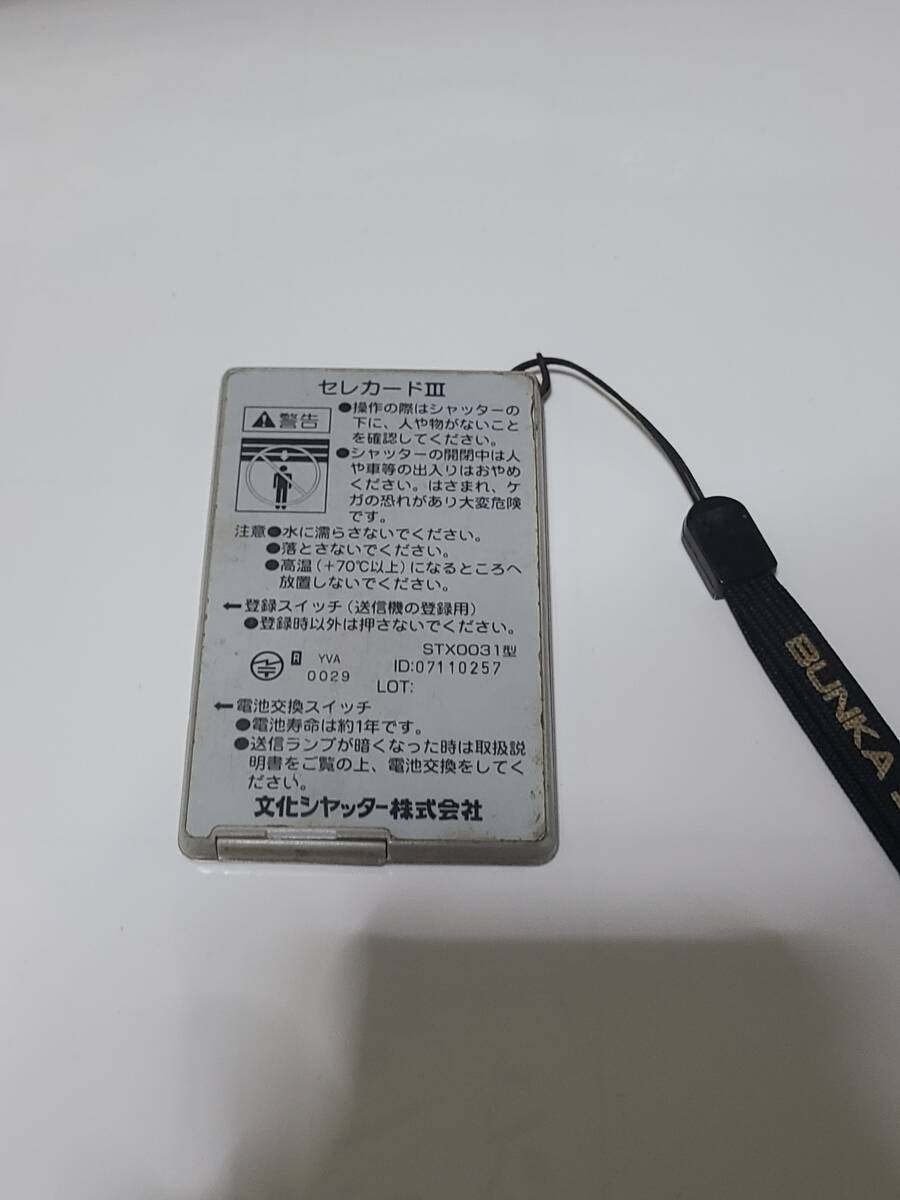 セレカードIII
警告
●操作の際はシャッターの
下に、人や物がないこと
を確認してください。
●シャッターの開閉中は人
や車等の出入りはおやめ
ください。はさまれ、ケ
ガの恐れがあり大変危険
です。
注意●水に濡らさないでください。
●落とさないでください。
●高温(+70℃以上)になるところへ
放置しないでください。
←登録スイッチ(送信機の登録用)
●登録時以外は押さないでください。
STX0031型
R YVA
0029
ID:07110257
LOT:
←電池交換スイッチ
●電池寿命は約1年です。
●送信ランプが暗くなった時は取扱説
明書をご覧の上、電池交換をしてく
ださい。
文化シヤッター株式会社
BUNKA